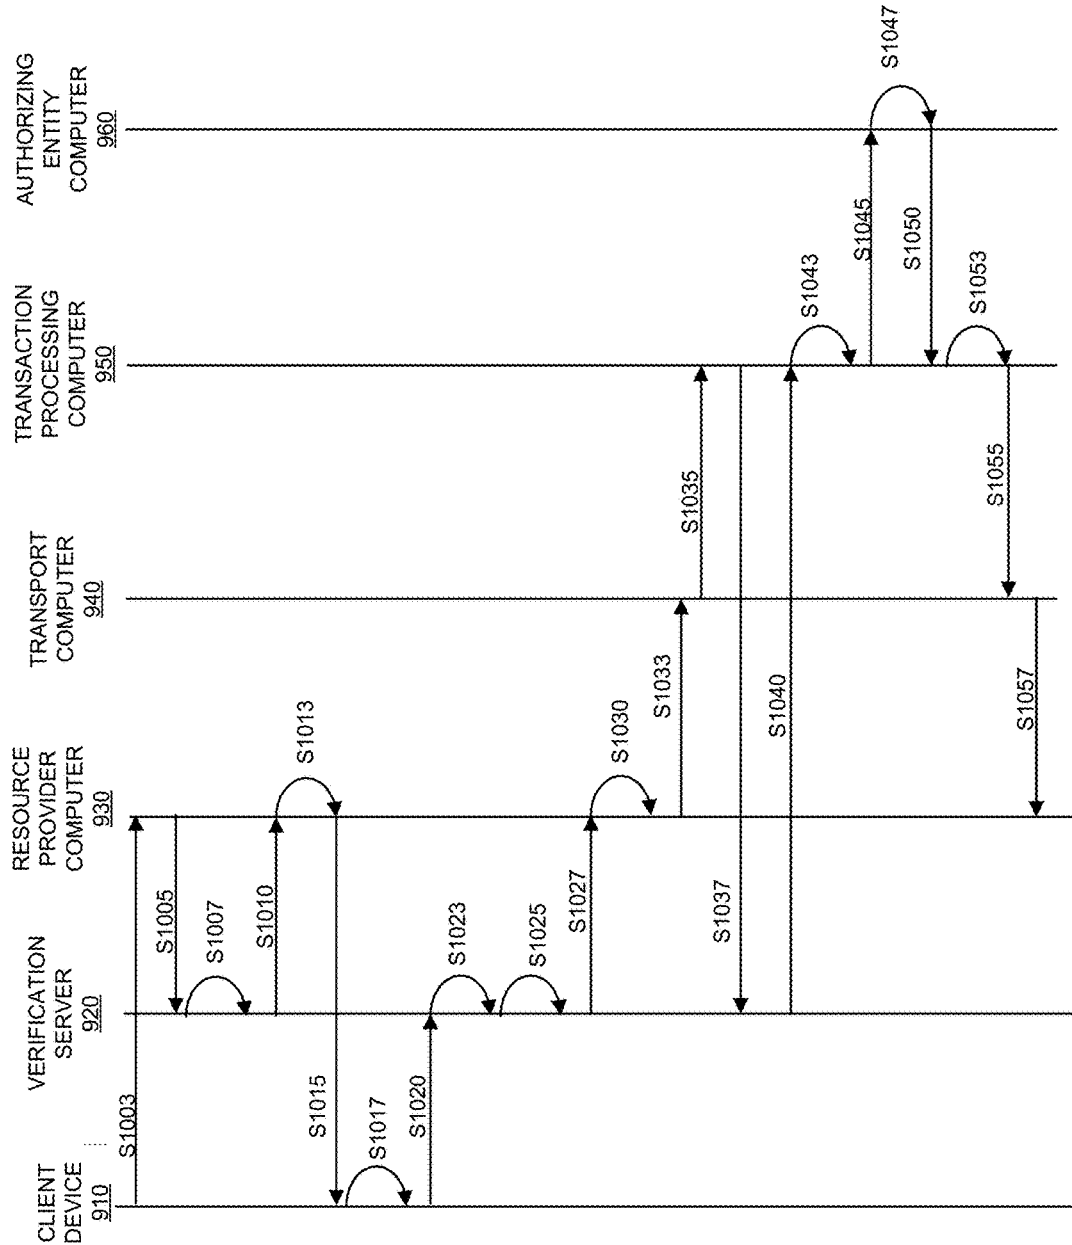 CLIENT
DEVICE
910
VERIFICATION
SERVER
920
RESOURCE
PROVIDER
COMPUTER
930
TRANSPORT
COMPUTER
940
TRANSACTION
PROCESSING
COMPUTER
950
AUTHORIZING
ENTITY
COMPUTER
960
S1003
S1005
S1007
S1010
S1013
S1015
S1017
S1020
S1023
S1025
S1027
S1030
S1033
S1035
S1037
S1040
S1043
S1045
S1047
S1050
S1053
S1055
S1057